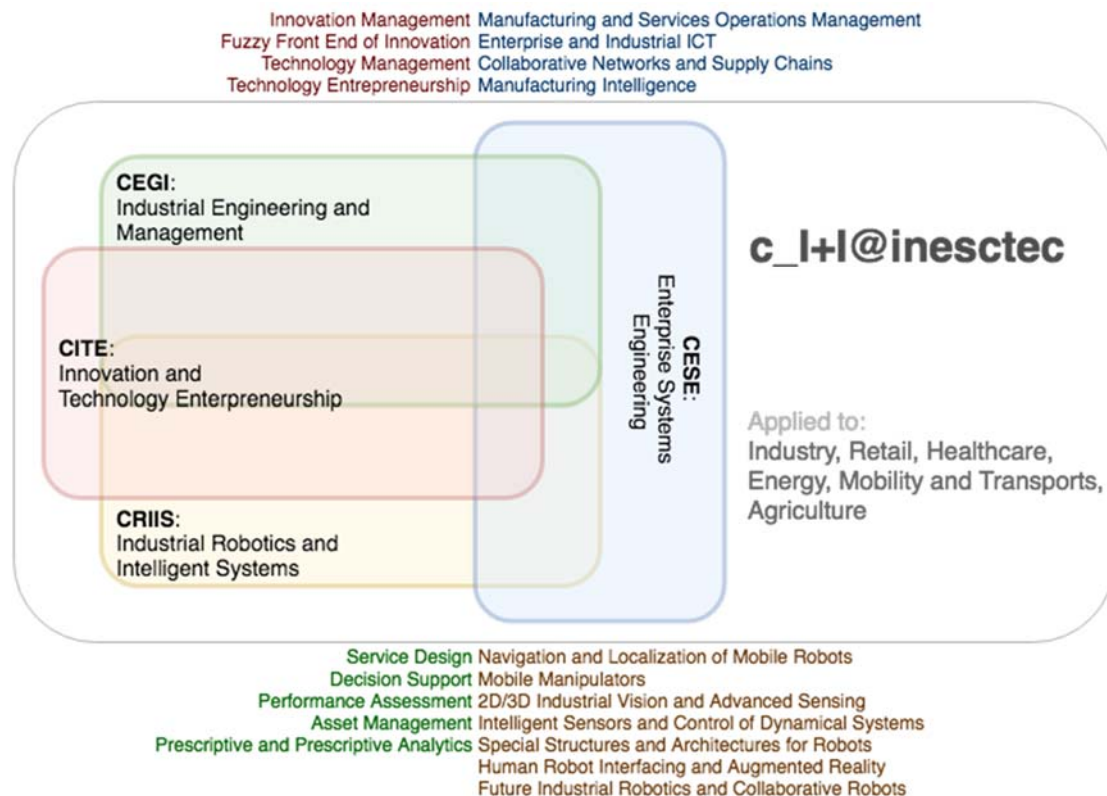 Innovation Management Manufacturing and Services Operations Management
Fuzzy Front End of Innovation Enterprise and Industrial ICT
Technology Management Collaborative Networks and Supply Chains
Technology Entrepreneurship Manufacturing Intelligence
CEGI:
Industrial Engineering and
Management
CITE:
Innovation and
Technology Enterpreneurship
CRIIS:
Industrial Robotics and
Intelligent Systems
CESE:
Enterprise Systems
Engineering
c_I+I@inesctec
Applied to:
Industry, Retail, Healthcare,
Energy, Mobility and Transports,
Agriculture
Service Design Navigation and Localization of Mobile Robots
Decision Support Mobile Manipulators
Performance Assessment 2D/3D Industrial Vision and Advanced Sensing
Asset Management Intelligent Sensors and Control of Dynamical Systems
Prescriptive and Prescriptive Analytics Special Structures and Architectures for Robots
Human Robot Interfacing and Augmented Reality
Future Industrial Robotics and Collaborative Robots